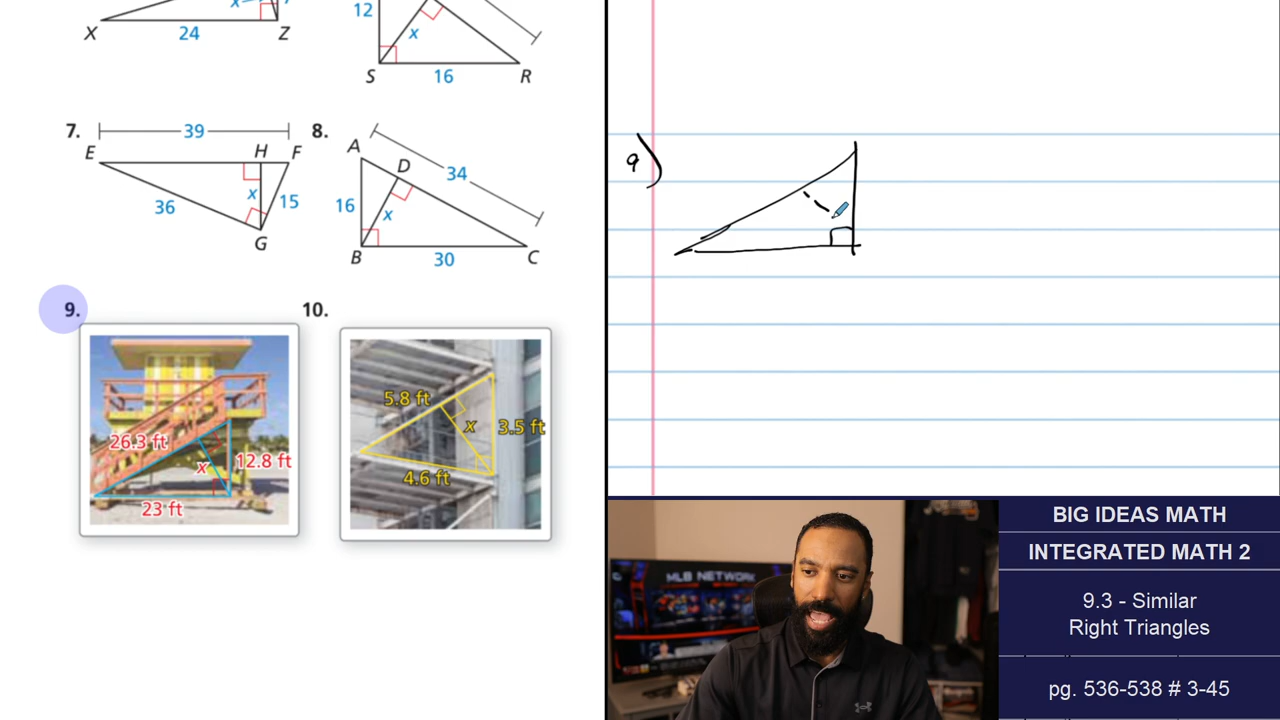 x
12
X 24 Z
x
S 16 R
7.
39
E H F
x
36 15
G
8.
A
D
34
16
x
B 30 C
9.
26.3 ft
x
12.8 ft
23 ft
10.
5.8 ft
x
3.5 ft
4.6 ft
9)
MLB NETWORK
BIG IDEAS MATH
INTEGRATED MATH 2
9.3 - Similar
Right Triangles
pg. 536-538 # 3-45